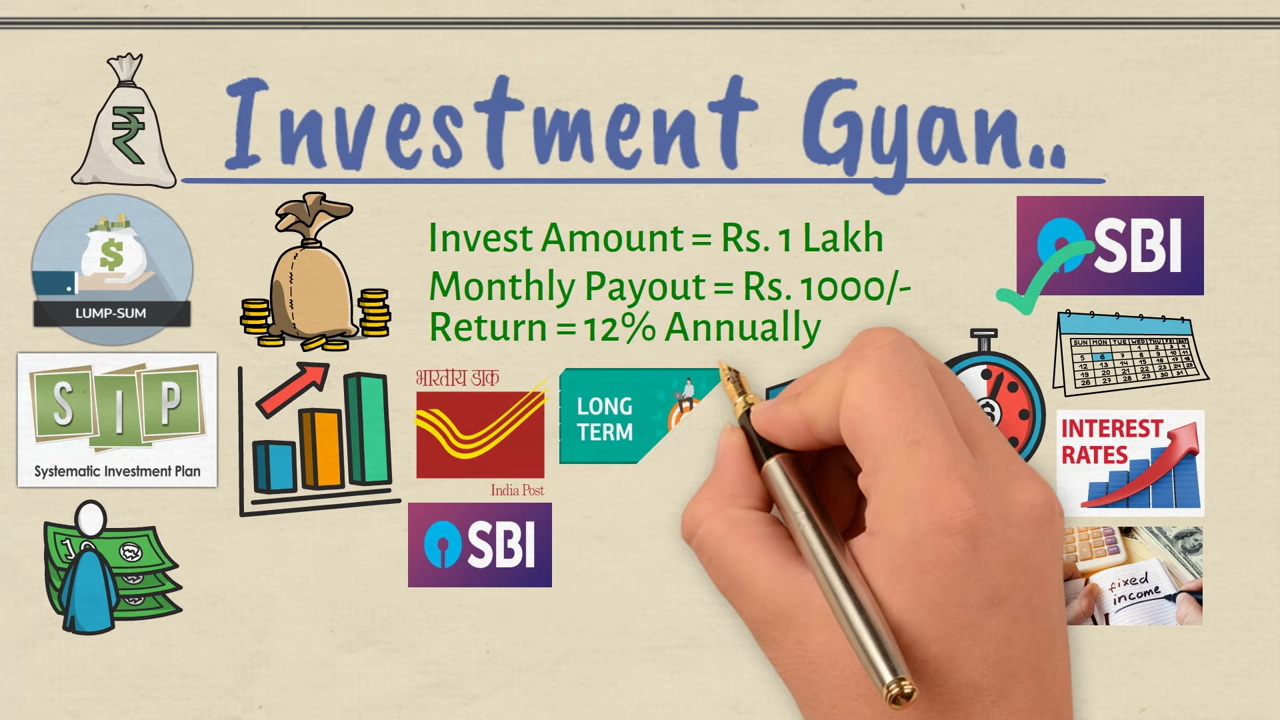 Investment Gyan..
₹
$
LUMP-SUM
Invest Amount = Rs. 1 Lakh
Monthly Payout = Rs. 1000/-
Return = 12% Annually
SBI
SIP
Systematic Investment Plan
भारतीय डाक
India Post
LONG
TERM
SBI
INTEREST
RATES
fixed
income